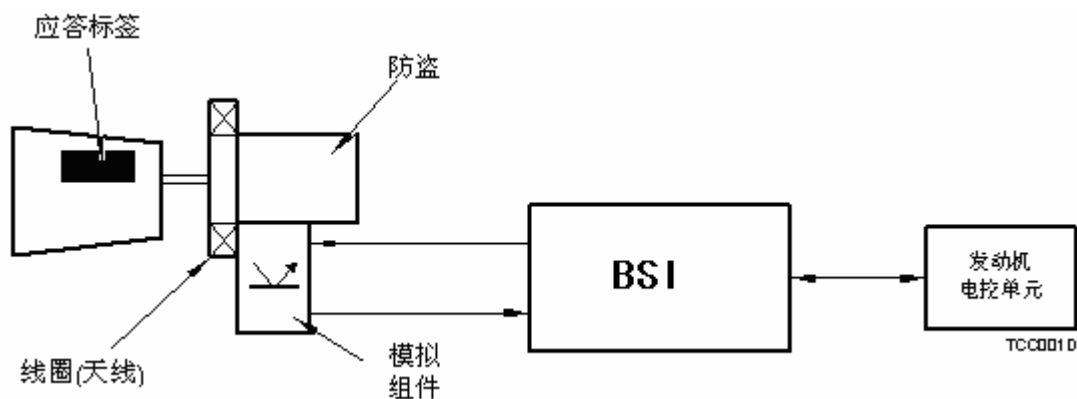 应答标签
防盗
BSI
发动机
电控单元
TCC001D
线圈(天线)
模拟
组件